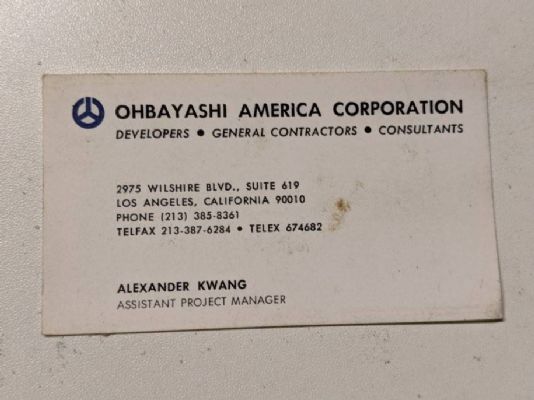 OHBAYASHI AMERICA CORPORATION
DEVELOPERS • GENERAL CONTRACTORS • CONSULTANTS
2975 WILSHIRE BLVD., SUITE 619
LOS ANGELES, CALIFORNIA 90010
PHONE (213) 385-8361
TELFAX 213-387-6284 • TELEX 674682
ALEXANDER KWANG
ASSISTANT PROJECT MANAGER